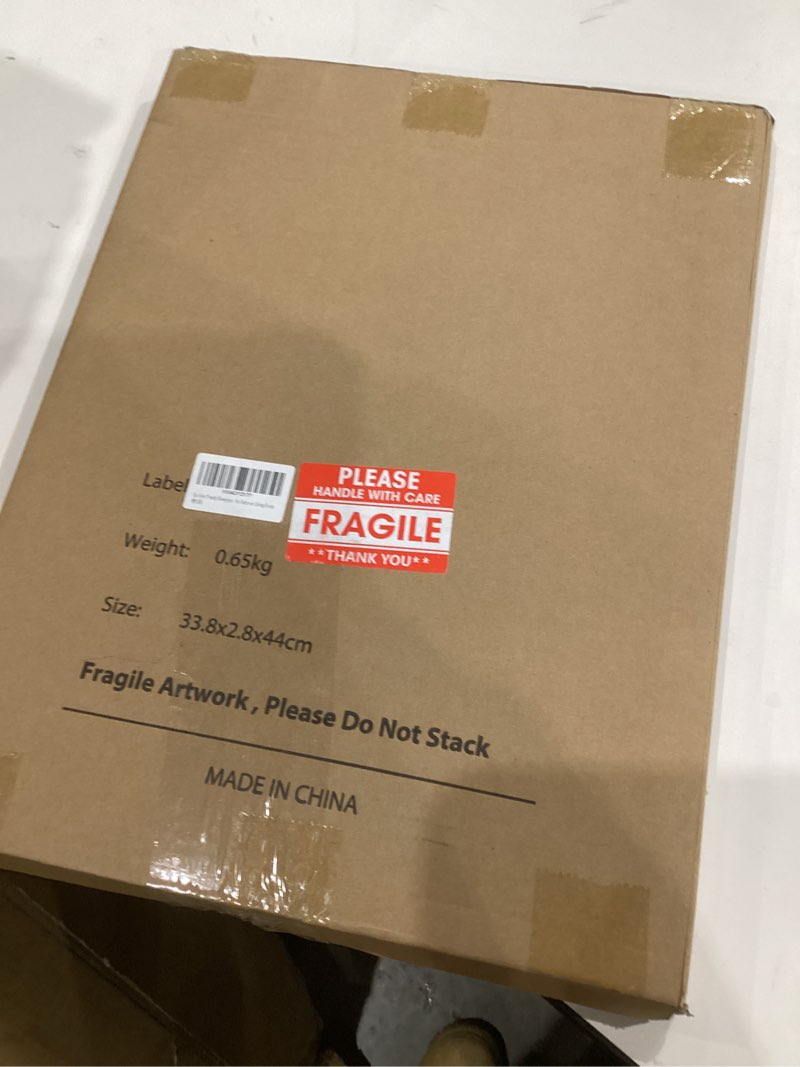 Label
PLEASE
HANDLE WITH CARE
FRAGILE
**THANK YOU**
Weight: 0.65kg
Size: 33.8x2.8x44cm
Fragile Artwork , Please Do Not Stack
MADE IN CHINA